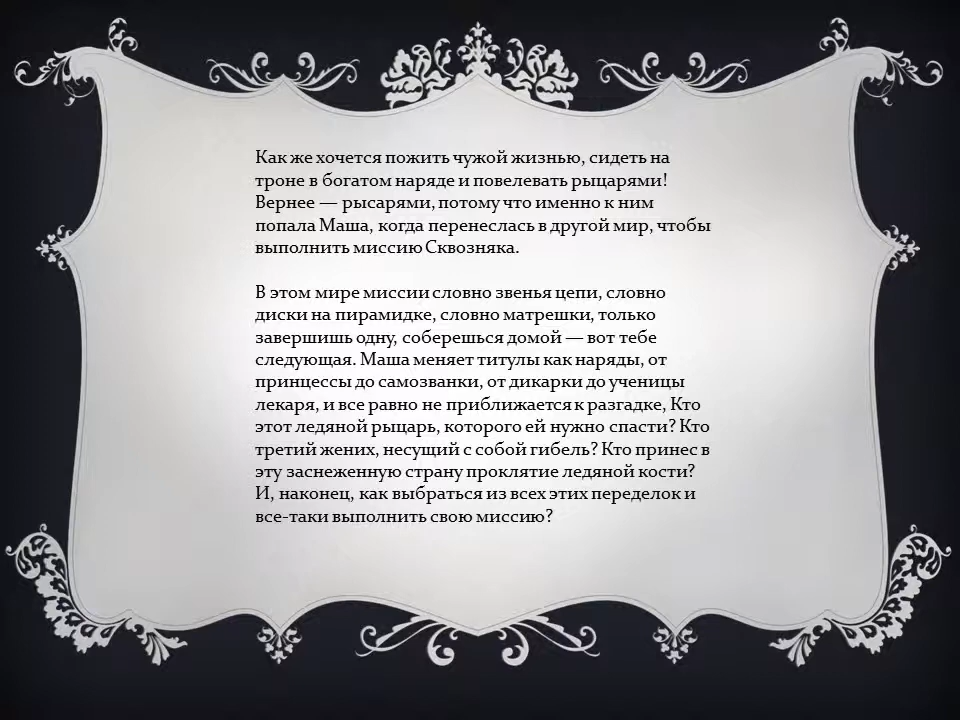 Как же хочется пожить чужой жизнью, сидеть на
троне в богатом наряде и повелевать рыцарями!
Вернее — рысарями, потому что именно к ним
попала Маша, когда перенеслась в другой мир, чтобы
выполнить миссию Сквозняка.
В этом мире миссии словно звенья цепи, словно
диски на пирамидке, словно матрешки, только
завершишь одну, соберешься домой — вот тебе
следующая. Маша меняет титулы как наряды, от
принцессы до самозванки, от дикарки до ученицы
лекаря, и все равно не приближается к разгадке, Кто
этот ледяной рыцарь, которого ей нужно спасти? Кто
третий жених, несущий с собой гибель? Кто принес в
эту заснеженную страну проклятие ледяной кости?
И, наконец, как выбраться из всех этих переделок и
все-таки выполнить свою миссию?